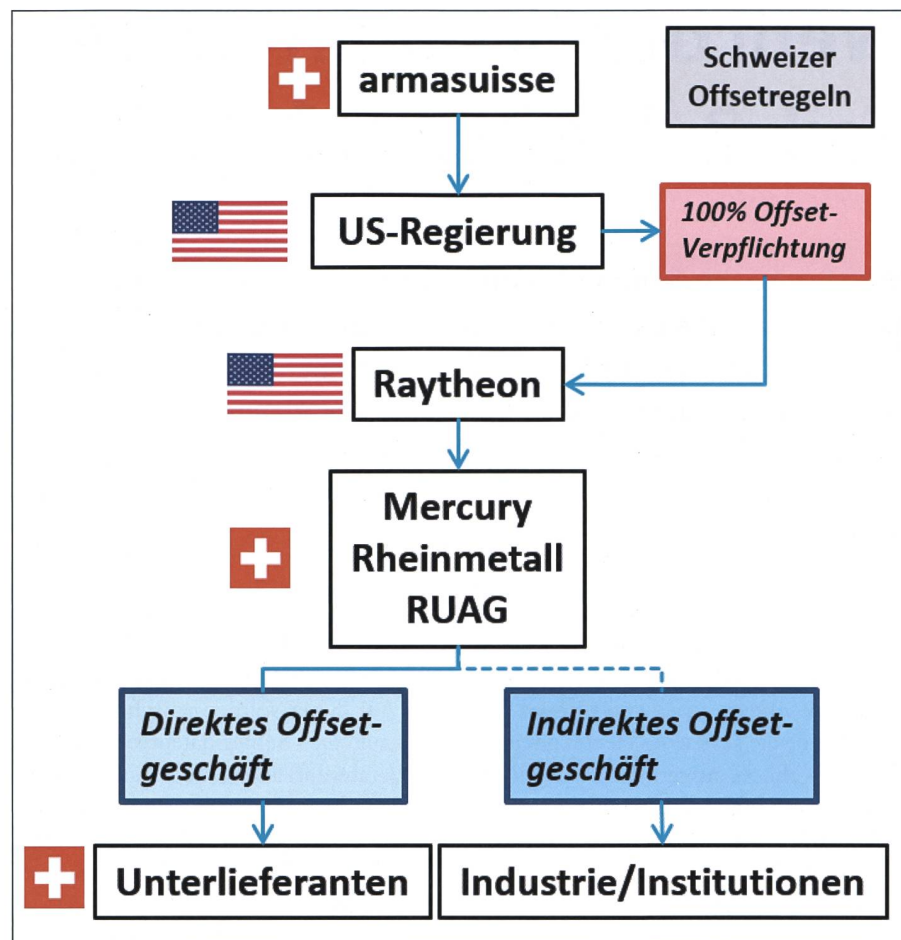 armasuisse
Schweizer
Offsetregeln
US-Regierung
100% Offset-
Verpflichtung
Raytheon
Mercury
Rheinmetall
RUAG
Direktes Offset-
geschäft
Indirektes Offset-
geschäft
Unterlieferanten
Industrie/Institutionen